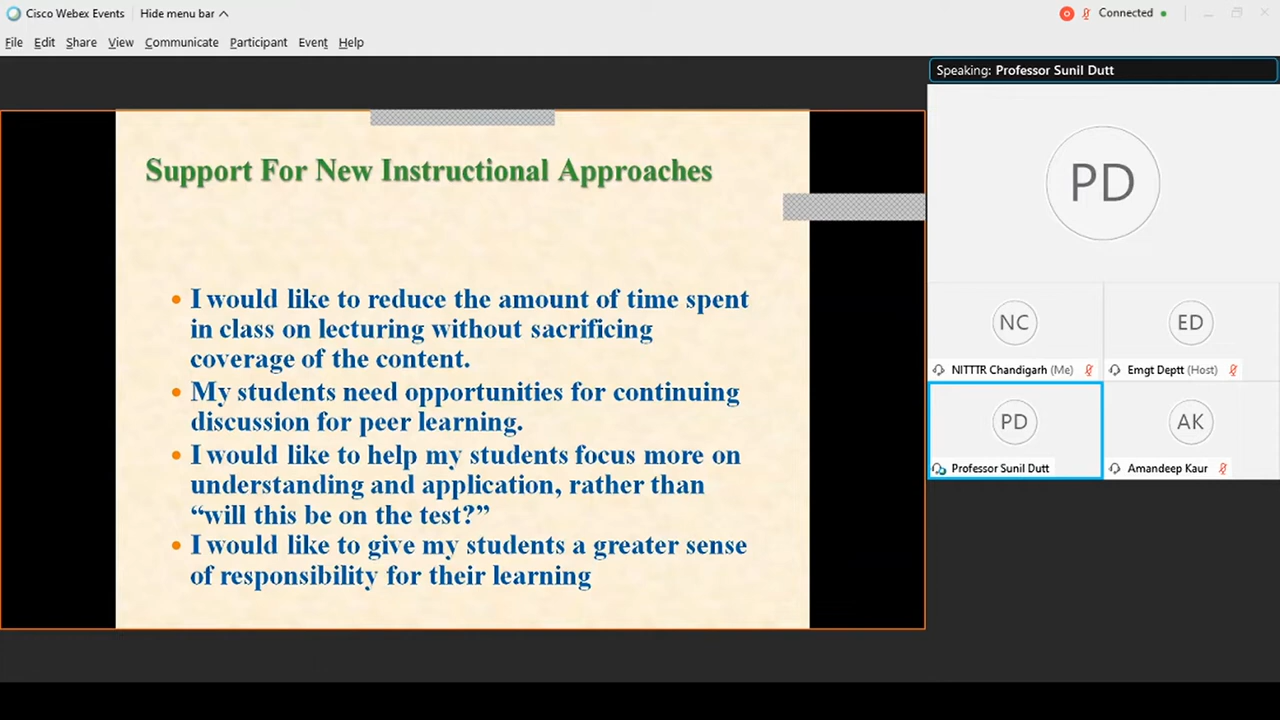 Cisco Webex Events
Hide menu bar
Connected
File Edit Share View Communicate Participant Event Help
Speaking: Professor Sunil Dutt
Support For New Instructional Approaches
• I would like to reduce the amount of time spent
in class on lecturing without sacrificing
coverage of the content.
• My students need opportunities for continuing
discussion for peer learning.
• I would like to help my students focus more on
understanding and application, rather than
“will this be on the test?”
• I would like to give my students a greater sense
of responsibility for their learning
PD
NC
NITTTR Chandigarh (Me)
ED
Emgt Deptt (Host)
PD
Professor Sunil Dutt
AK
Amandeep Kaur